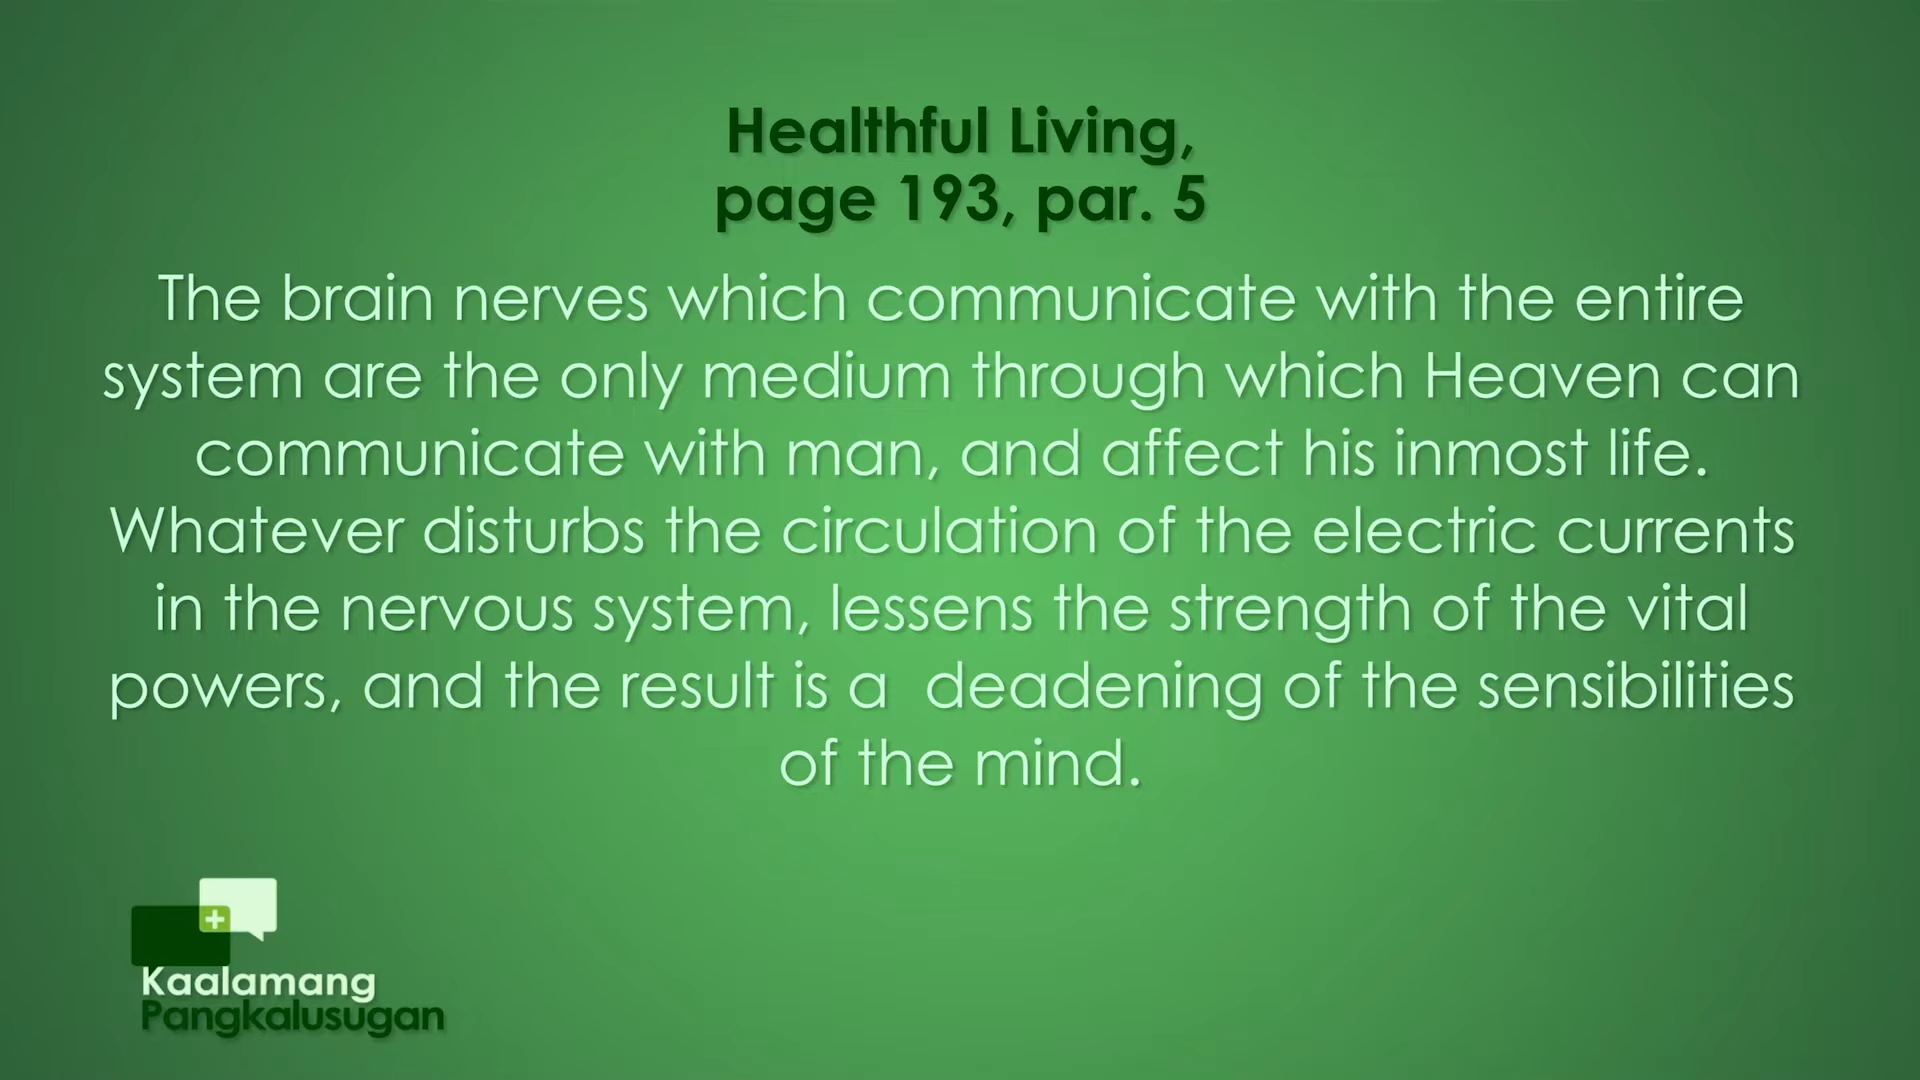 Healthful Living,
page 193, par. 5
The brain nerves which communicate with the entire
system are the only medium through which Heaven can
communicate with man, and affect his inmost life.
Whatever disturbs the circulation of the electric currents
in the nervous system, lessens the strength of the vital
powers, and the result is a  deadening of the sensibilities
of the mind.
Kaalamang
Pangkalusugan